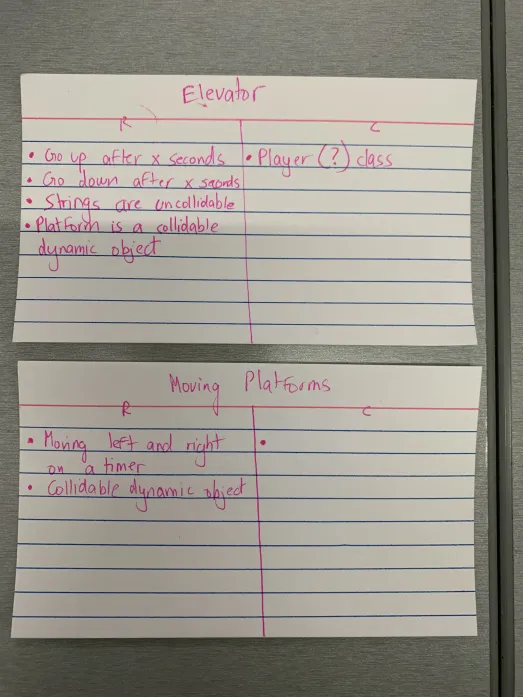 Elevator
R
C
• Go up after x seconds
• Go down after x seconds
• Strings are uncollidable
• Platform is a collidable
dynamic object
• Player (?) class
Moving Platforms
R
C
• Moving left and right
on a timer
• Collidable dynamic object
•